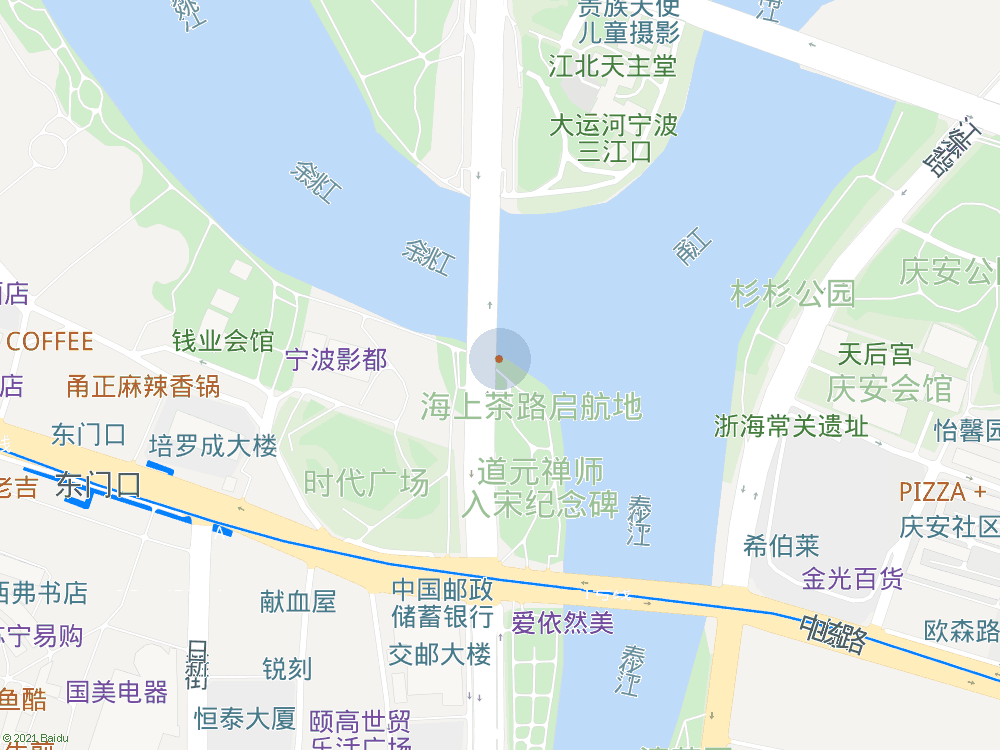 贵族天使
儿童摄影
江北天主堂
大运河宁波
三江口
余姚江
余姚江
甬江
江东北路
庆安公园
杉杉公园
酒店
COFFEE
钱业会馆
宁波影都
天后宫
庆安会馆
店
甬正麻辣香锅
海上茶路启航地
浙海常关遗址
怡馨园
东门口
培罗成大楼
道元禅师
入宋纪念碑
时代广场
老吉
东门口
PIZZA +
奉化江
希伯莱
庆安社区
金光百货
西弗书店
中国邮政
储蓄银行
献血屋
爱依然美
中山东路
欧森路
苏宁易购
日新街
交邮大楼
锐刻
奉化江
国美电器
鱼酷
恒泰大厦
颐高世贸
乐活广场
© 2021 Baidu